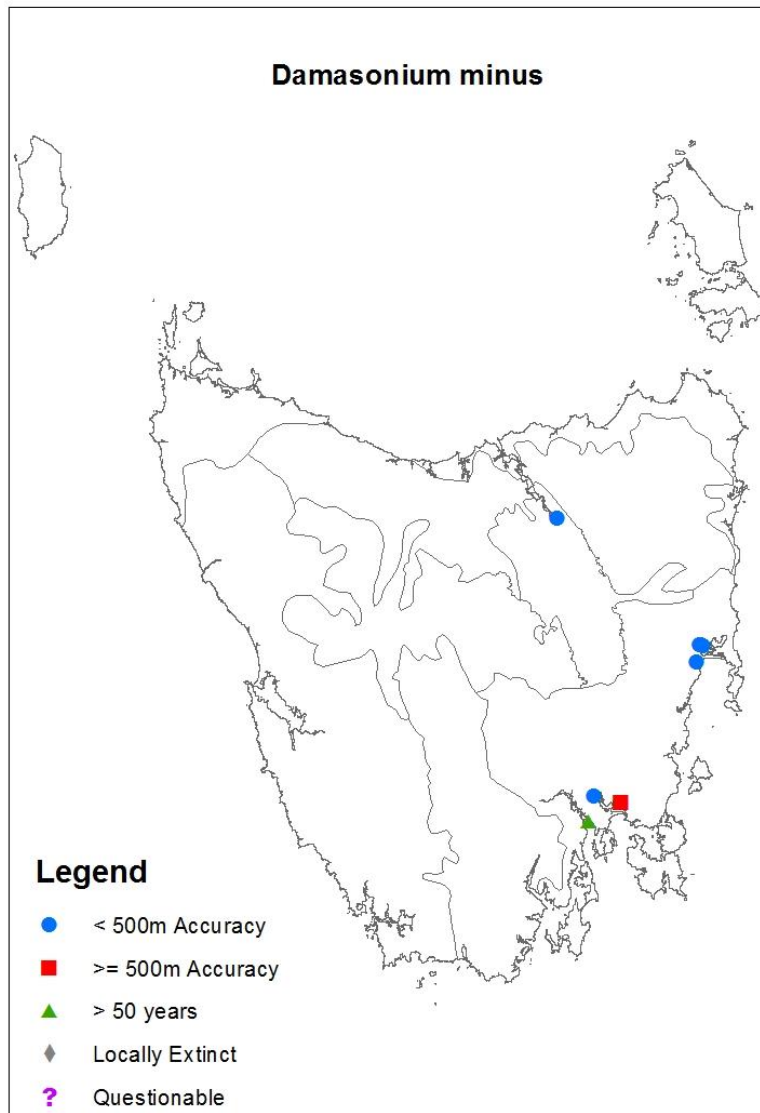 Damasonium minus
Legend
< 500m Accuracy
>= 500m Accuracy
> 50 years
Locally Extinct
? Questionable